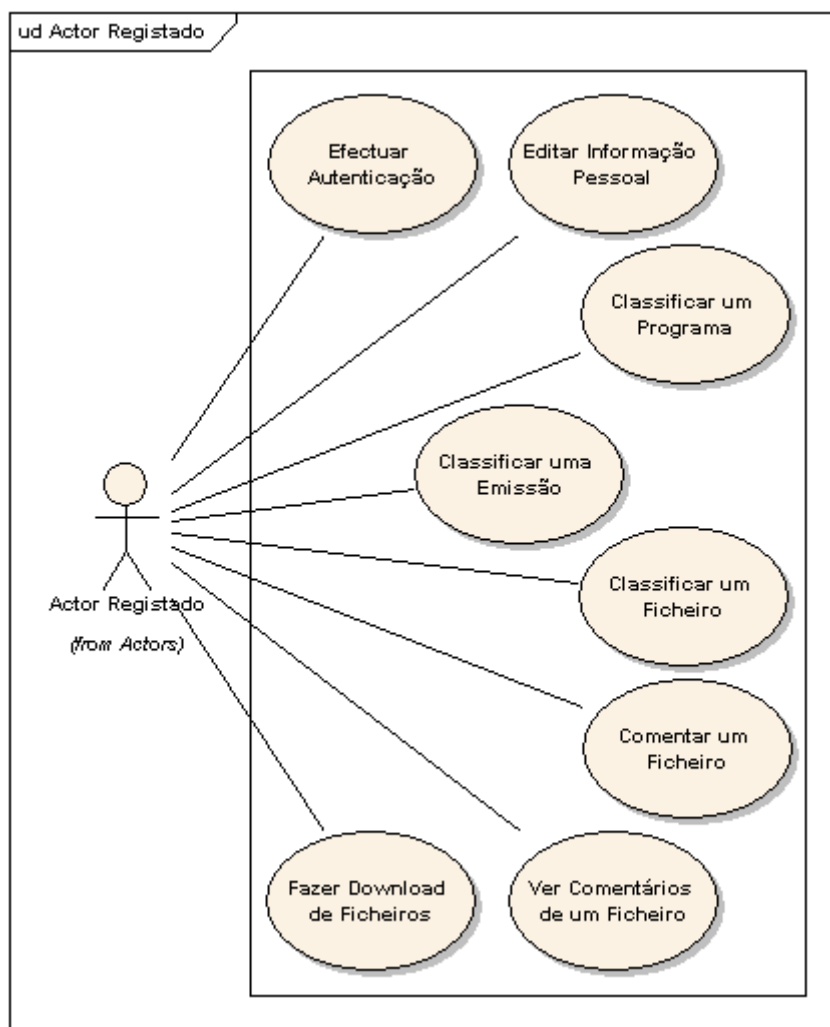 ud Actor Registado
Efectuar
Autenticação
Editar Informação
Pessoal
Classificar um
Programa
Classificar uma
Emissão
Classificar um
Ficheiro
Actor Registado
(from Actors)
Comentar um
Ficheiro
Fazer Download
de Ficheiros
Ver Comentários
de um Ficheiro